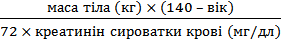 маса тіла (кг) × (140 – вік)
72 × креатинін сироватки крові (мг/дл)